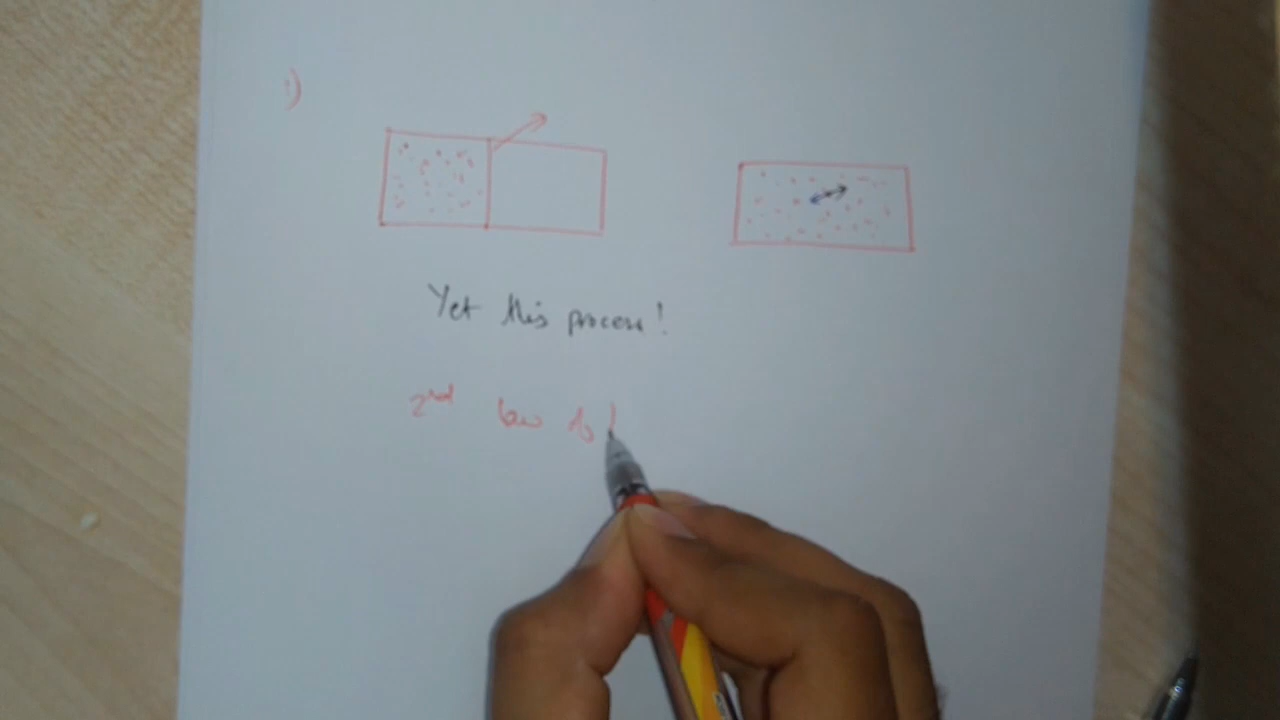 1)
Yet this process!
2nd law of